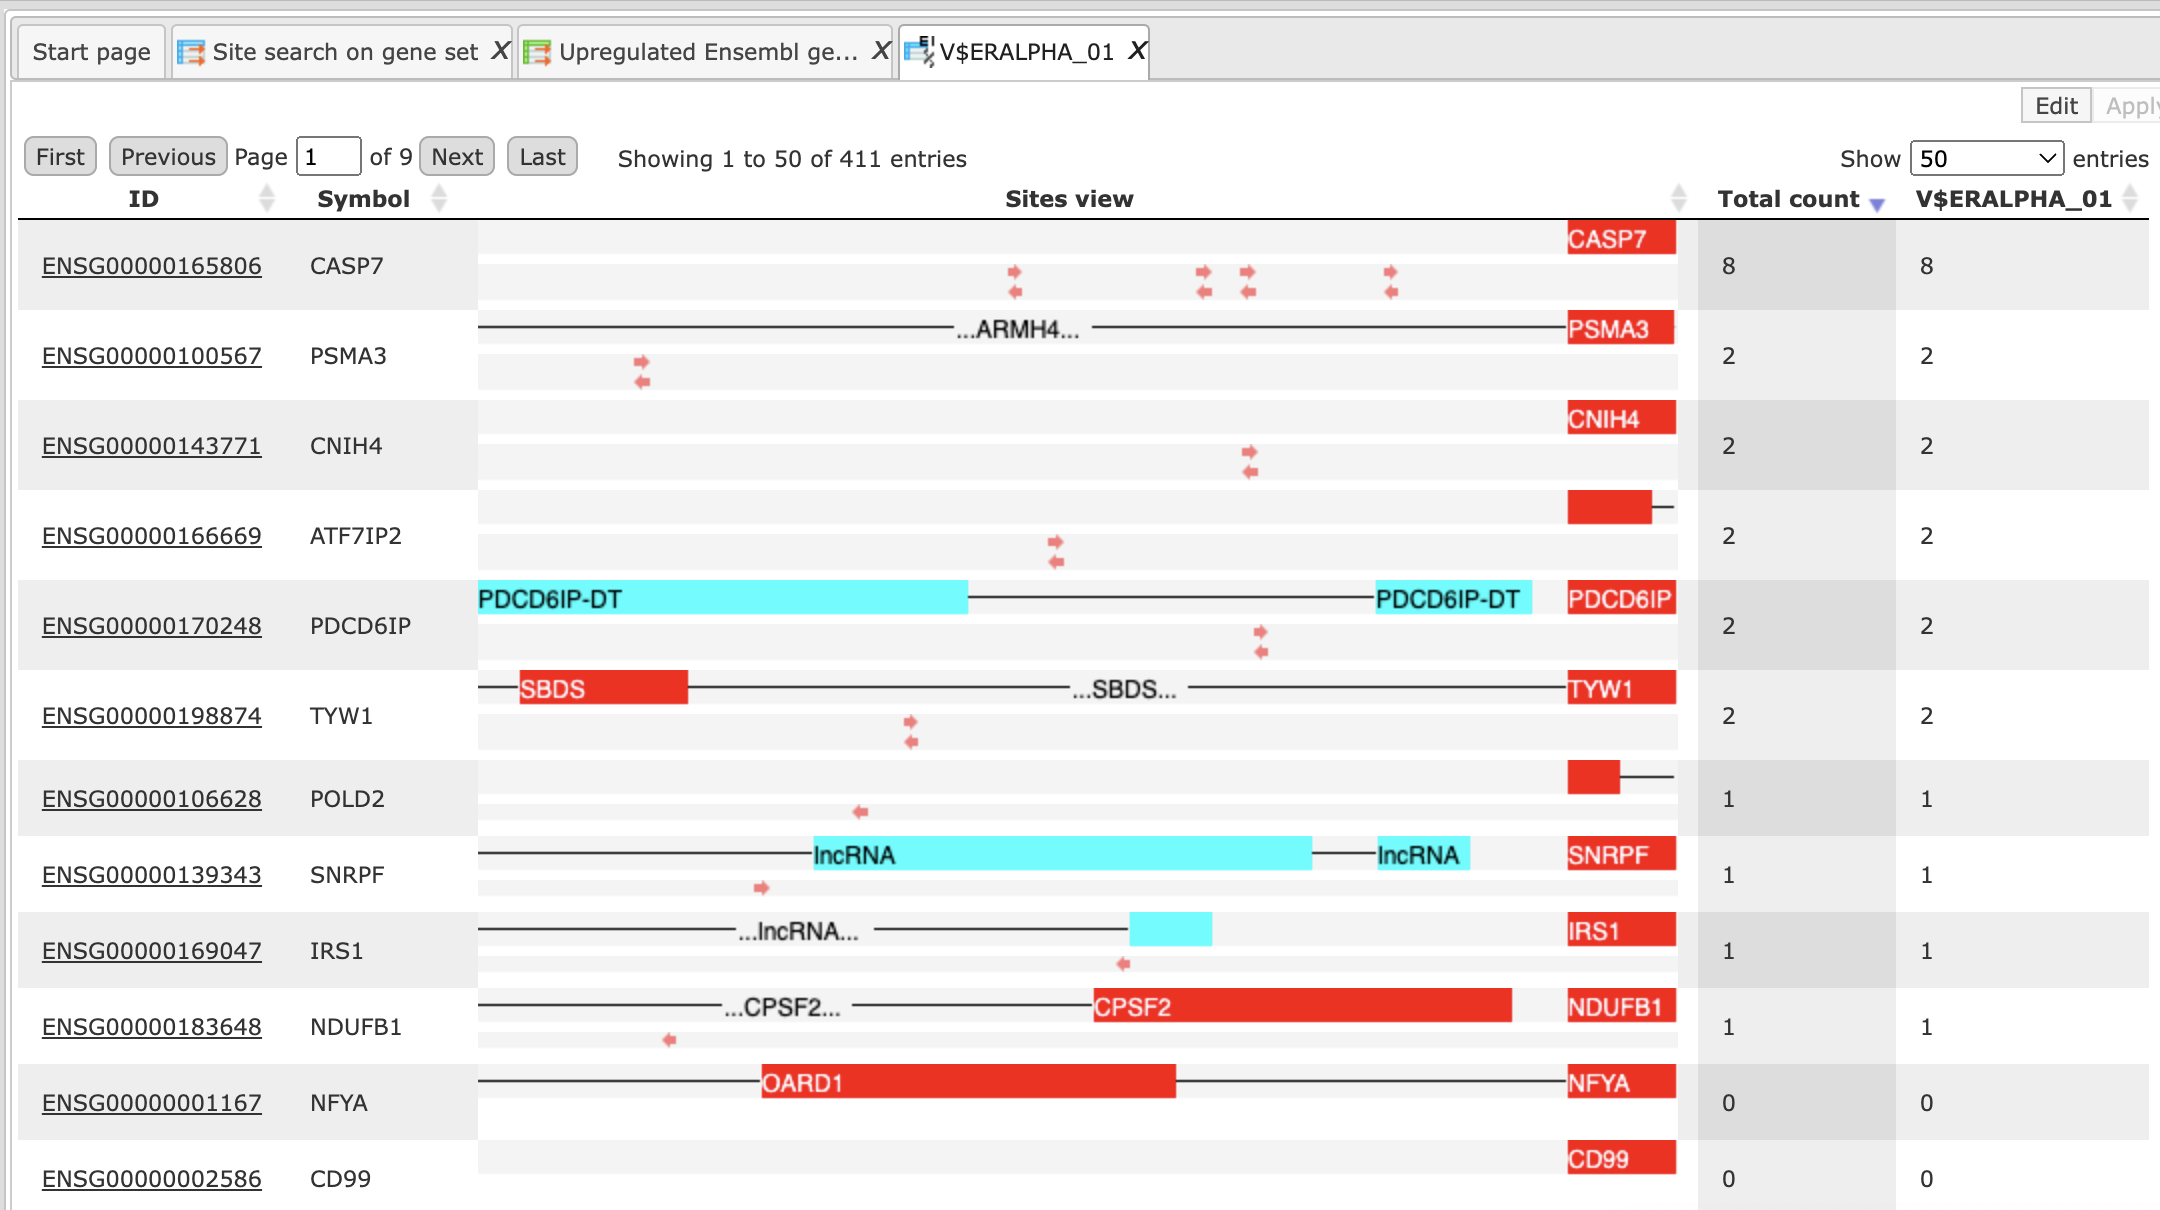 Start page
Site search on gene set X
Upregulated Ensembl ge... X
V$ERALPHA_01 X
Edit
First Previous Page 1 of 9 Next Last Showing 1 to 50 of 411 entries Show 50 entries
ID Symbol Sites view Total count V$ERALPHA_01
CASP7
ENSG00000165806 CASP7 8 8
...ARMH4... PSMA3
ENSG00000100567 PSMA3 2 2
CNIH4
ENSG00000143771 CNIH4 2 2
ENSG00000166669 ATF7IP2 2 2
PDCD6IP-DT PDCD6IP-DT PDCD6IP
ENSG00000170248 PDCD6IP 2 2
SBDS ...SBDS... TYW1
ENSG00000198874 TYW1 2 2
ENSG00000106628 POLD2 1 1
lncRNA lncRNA SNRPF
ENSG00000139343 SNRPF 1 1
...lncRNA... IRS1
ENSG00000169047 IRS1 1 1
...CPSF2... CPSF2 NDUFB1
ENSG00000183648 NDUFB1 1 1
OARD1 NFYA
ENSG00000001167 NFYA 0 0
CD99
ENSG00000002586 CD99 0 0